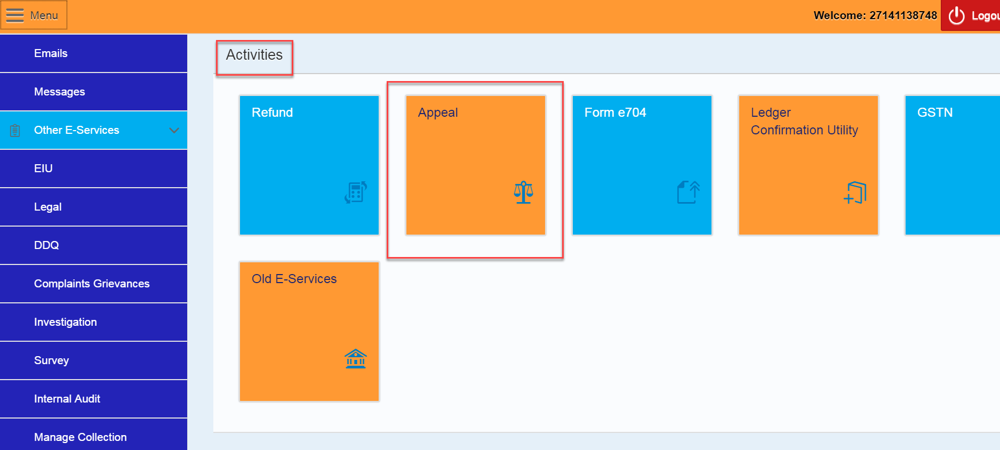 Menu
Welcome: 27141138748
Emails
Messages
Other E-Services
EIU
Legal
DDQ
Complaints Grievances
Investigation
Survey
Internal Audit
Manage Collection
Activities
Refund
Appeal
Form e704
Ledger
Confirmation Utility
GSTN
Old E-Services